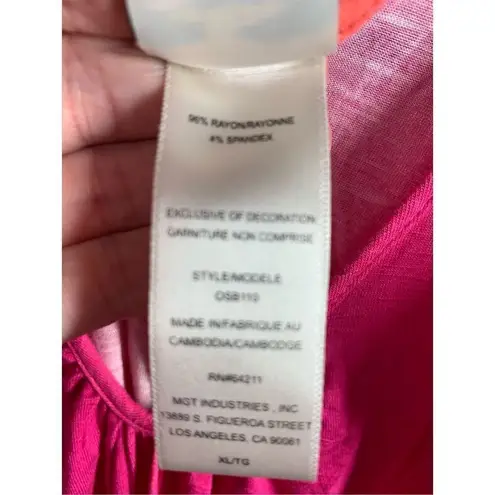 96% RAYON/RAYONNE
4% SPANDEX
EXCLUSIVE OF DECORATION
GARNITURE NON COMPRISE
STYLE/MODELE
OSB110
MADE IN/FABRIQUE AU
CAMBODIA/CAMBODGE
RN#64211
MGT INDUSTRIES , INC
13889 S. FIGUEROA STREET
LOS ANGELES, CA 90061
XL/TG